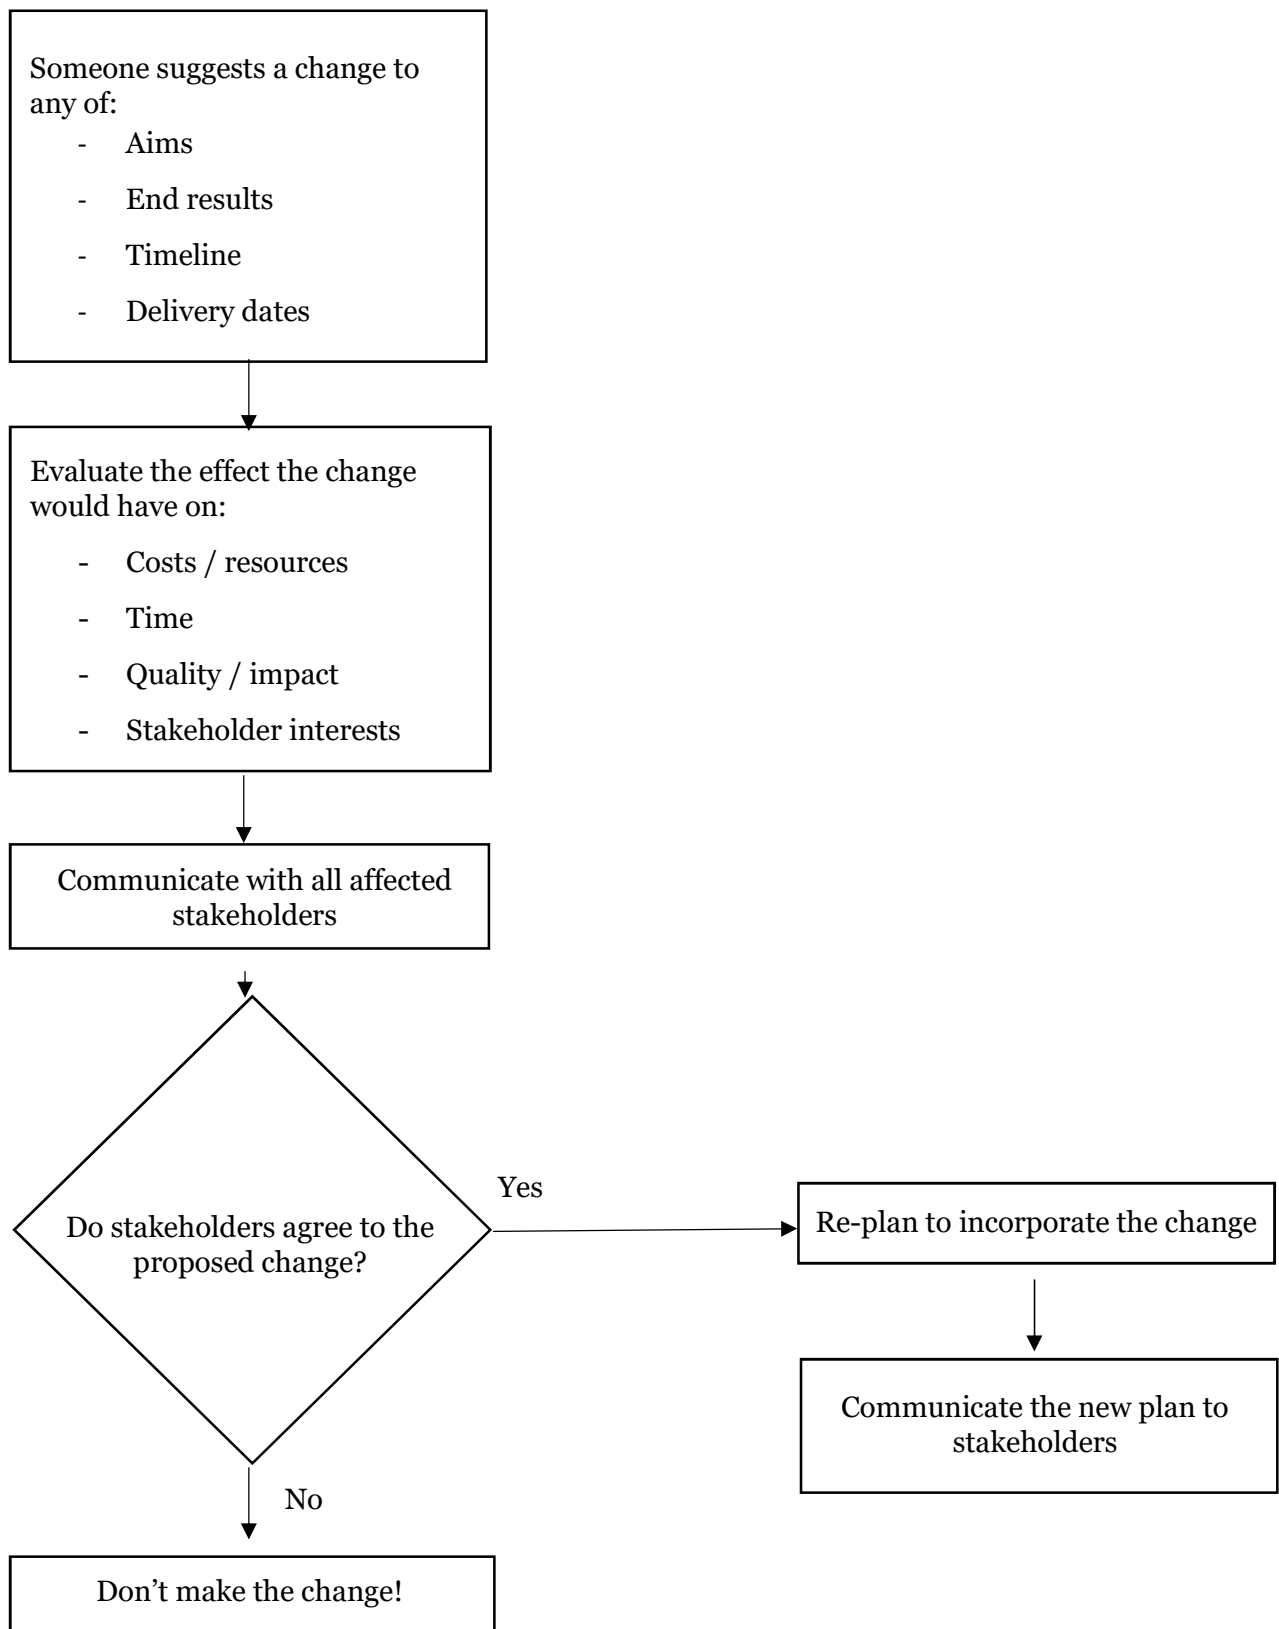 Someone suggests a change to
any of:
- Aims
- End results
- Timeline
- Delivery dates
Evaluate the effect the change
would have on:
- Costs / resources
- Time
- Quality / impact
- Stakeholder interests
Communicate with all affected
stakeholders
Do stakeholders agree to the
proposed change?
Yes
Re-plan to incorporate the change
Communicate the new plan to
stakeholders
No
Don’t make the change!